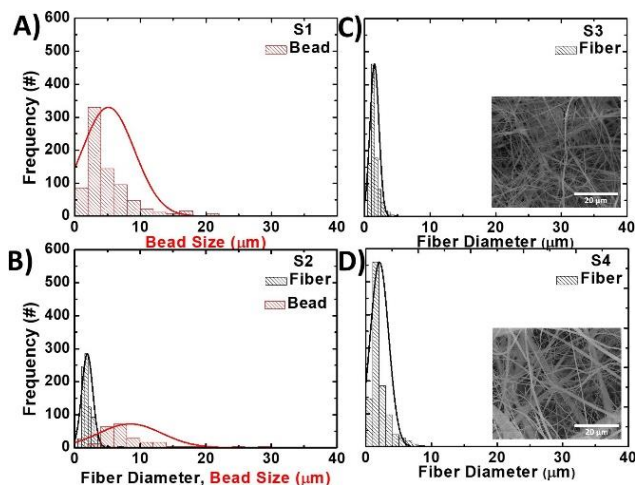 A)
S1
Bead
Frequency (#)
600
500
400
300
200
100
0
0 10 20 30 40
Bead Size (μm)
C)
S3
Fiber
20 μm
0 10 20 30 40
Fiber Diameter (μm)
B)
S2
Fiber
Bead
Frequency (#)
600
500
400
300
200
100
0
0 10 20 30 40
Fiber Diameter, Bead Size (μm)
D)
S4
Fiber
20 μm
0 10 20 30 40
Fiber Diameter (μm)